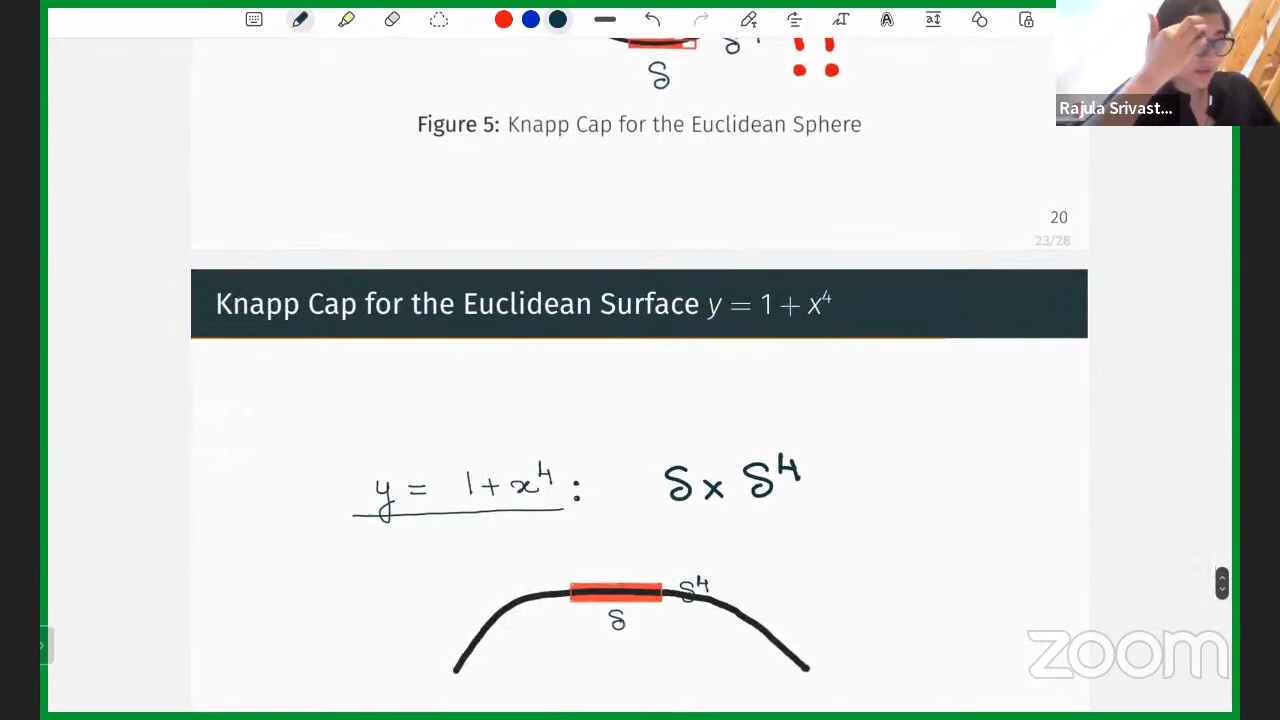 Rajula Srivast...
δ
Figure 5: Knapp Cap for the Euclidean Sphere
20
23/28
Knapp Cap for the Euclidean Surface y = 1 + x⁴
y = 1+x⁴ : δ x δ⁴
δ⁴
δ
zoom